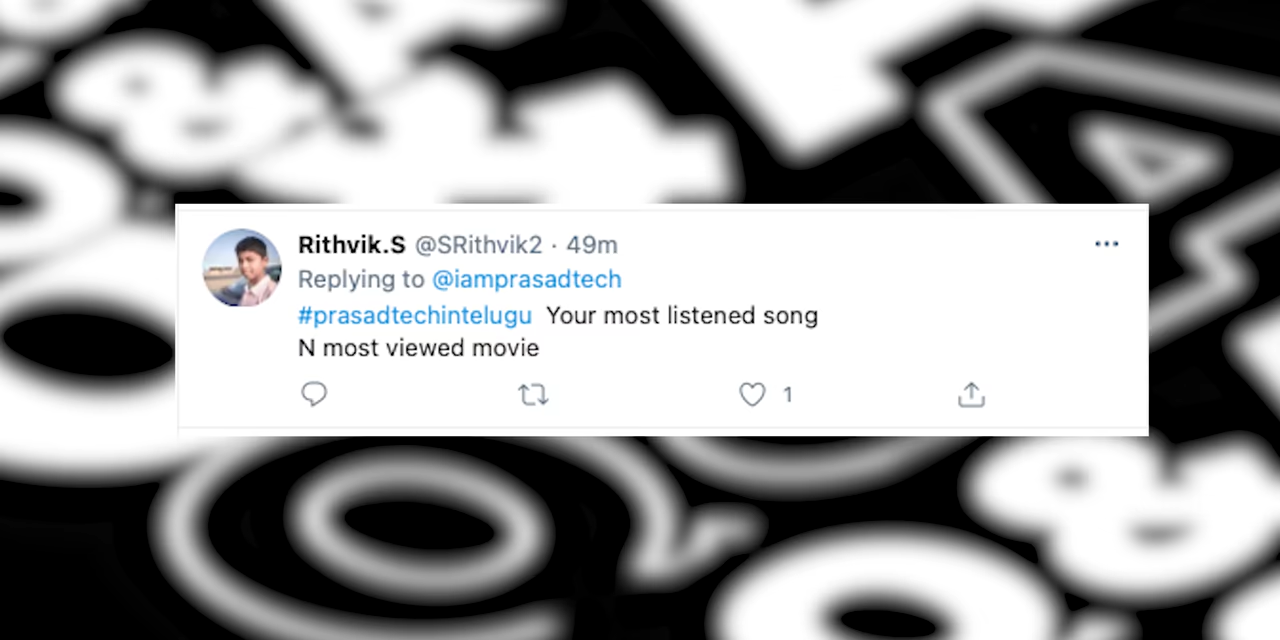 Rithvik.S @SRithvik2 · 49m
Replying to @iamprasadtech
#prasadtechintelugu Your most listened song
N most viewed movie
1